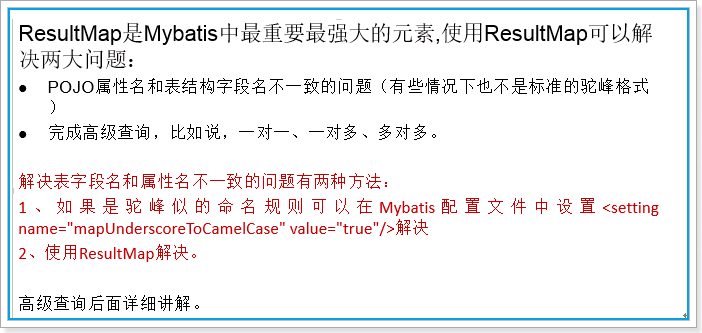 ResultMap是Mybatis中最重要最强大的元素,使用ResultMap可以解
决两大问题：
● POJO属性名和表结构字段名不一致的问题（有些情况下也不是标准的驼峰格式
）
● 完成高级查询，比如说，一对一、一对多、多对多。
解决表字段名和属性名不一致的问题有两种方法：
1、如果是驼峰似的命名规则可以在Mybatis配置文件中设置<setting
name="mapUnderscoreToCamelCase" value="true"/>解决
2、使用ResultMap解决。
高级查询后面详细讲解。